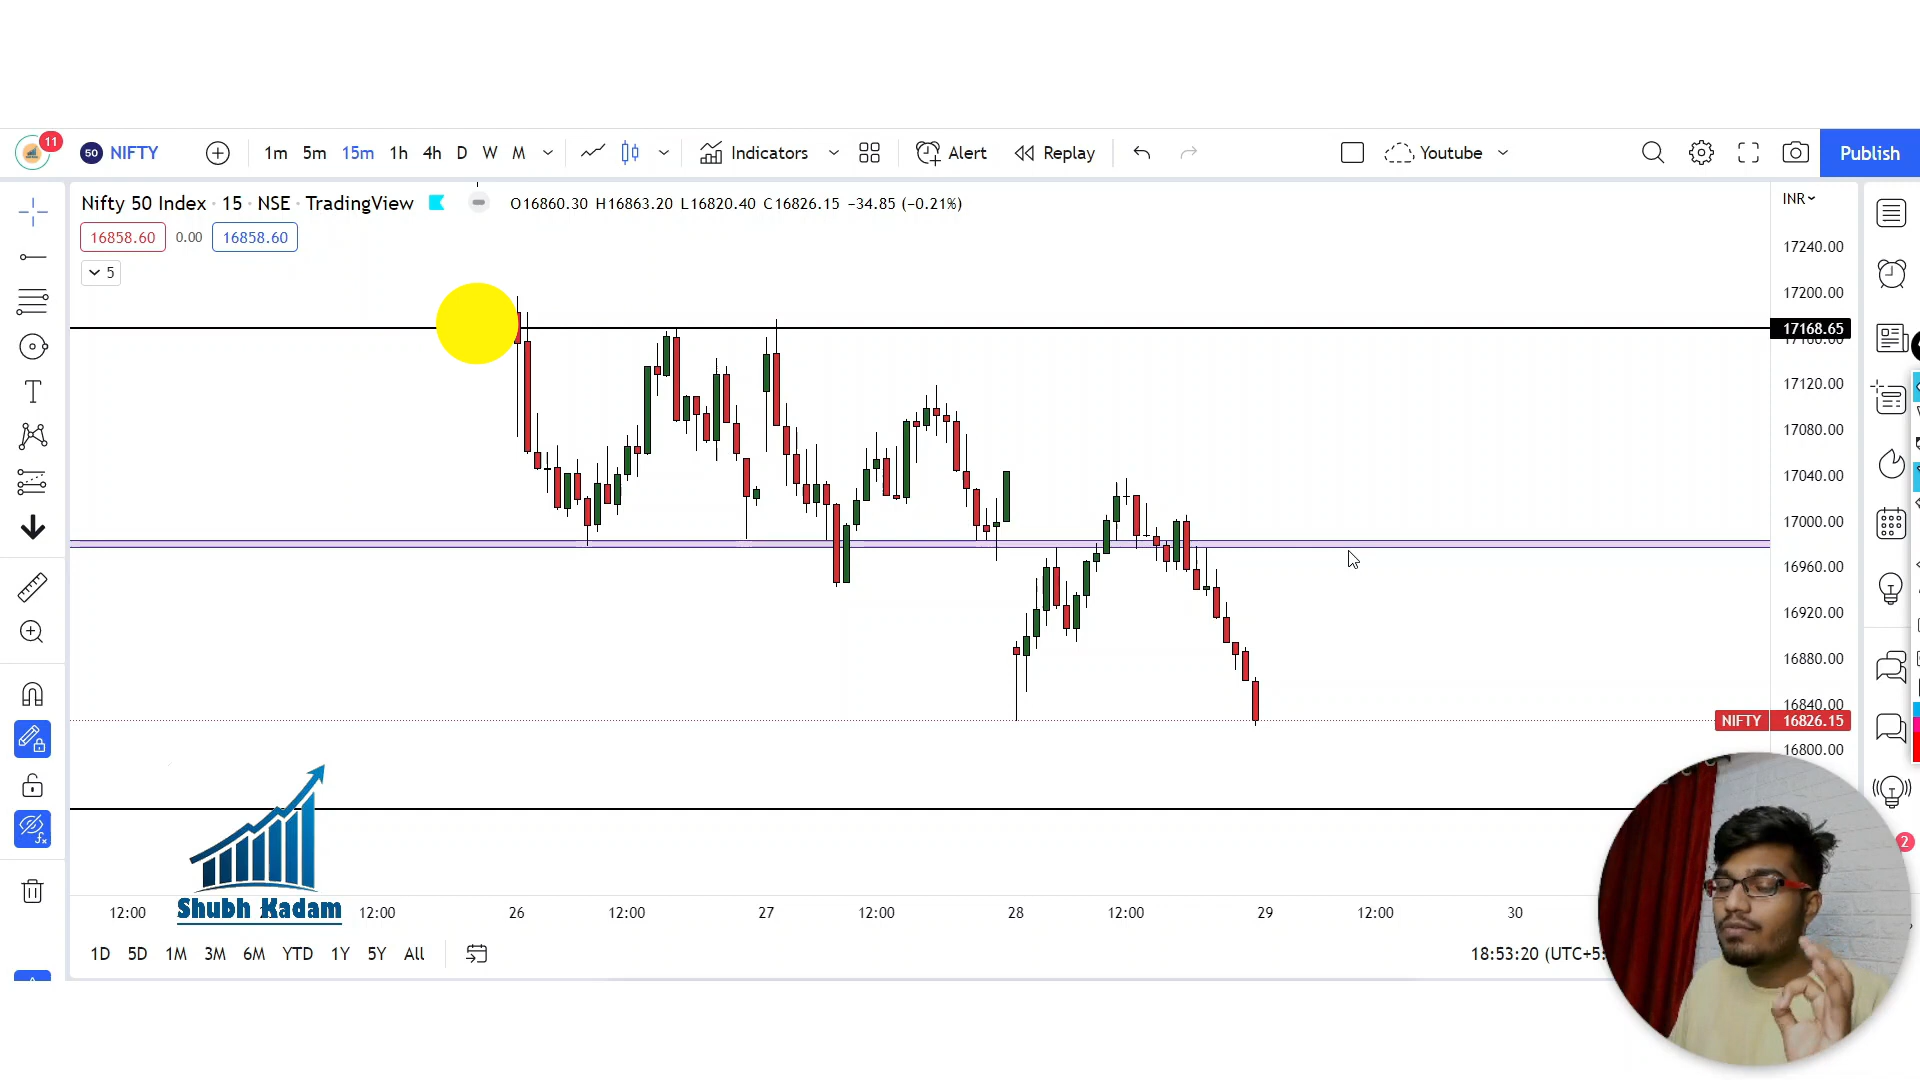 11
50 NIFTY 1m 5m 15m 1h 4h D W M Indicators Alert Replay Youtube Publish
Nifty 50 Index · 15 · NSE · TradingView O16860.30 H16863.20 L16820.40 C16826.15 −34.85 (−0.21%)
INR
16858.60 0.00 16858.60
5
17240.00
17200.00
17168.65
17160.00
17120.00
17080.00
17040.00
17000.00
16960.00
16920.00
16880.00
16840.00
NIFTY 16826.15
16800.00
2
Shubh Kadam
12:00 12:00 26 12:00 27 12:00 28 12:00 29 12:00 30
1D 5D 1M 3M 6M YTD 1Y 5Y All
18:53:20 (UTC+5: